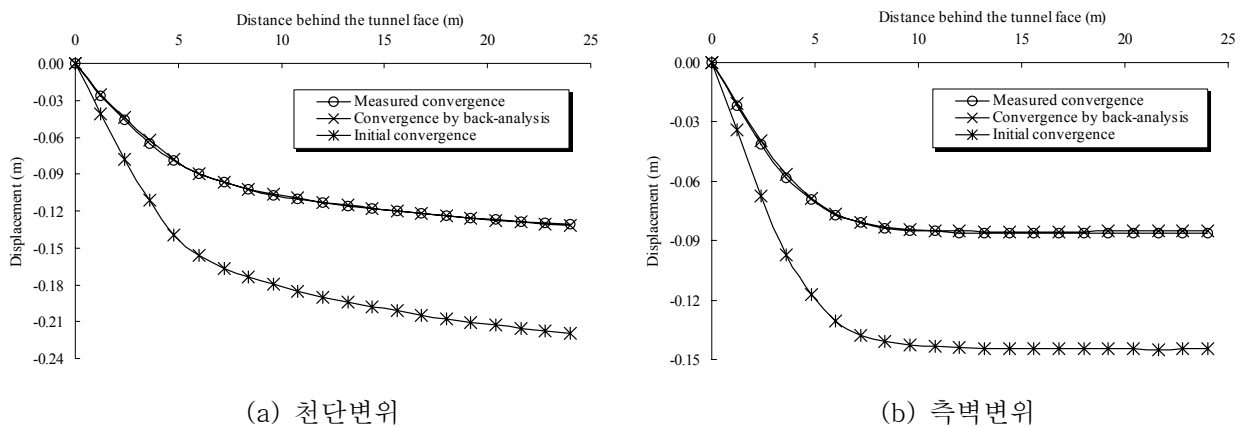 Distance behind the tunnel face (m)
0 5 10 15 20 25
0.00
-0.03
-0.06
-0.09
-0.12
-0.15
-0.18
-0.21
-0.24
Displacement (m)
Measured convergence
Convergence by back-analysis
Initial convergence
(a) 천단변위
Distance behind the tunnel face (m)
0 5 10 15 20 25
0.00
-0.03
-0.06
-0.09
-0.12
-0.15
Displacement (m)
Measured convergence
Convergence by back-analysis
Initial convergence
(b) 측벽변위